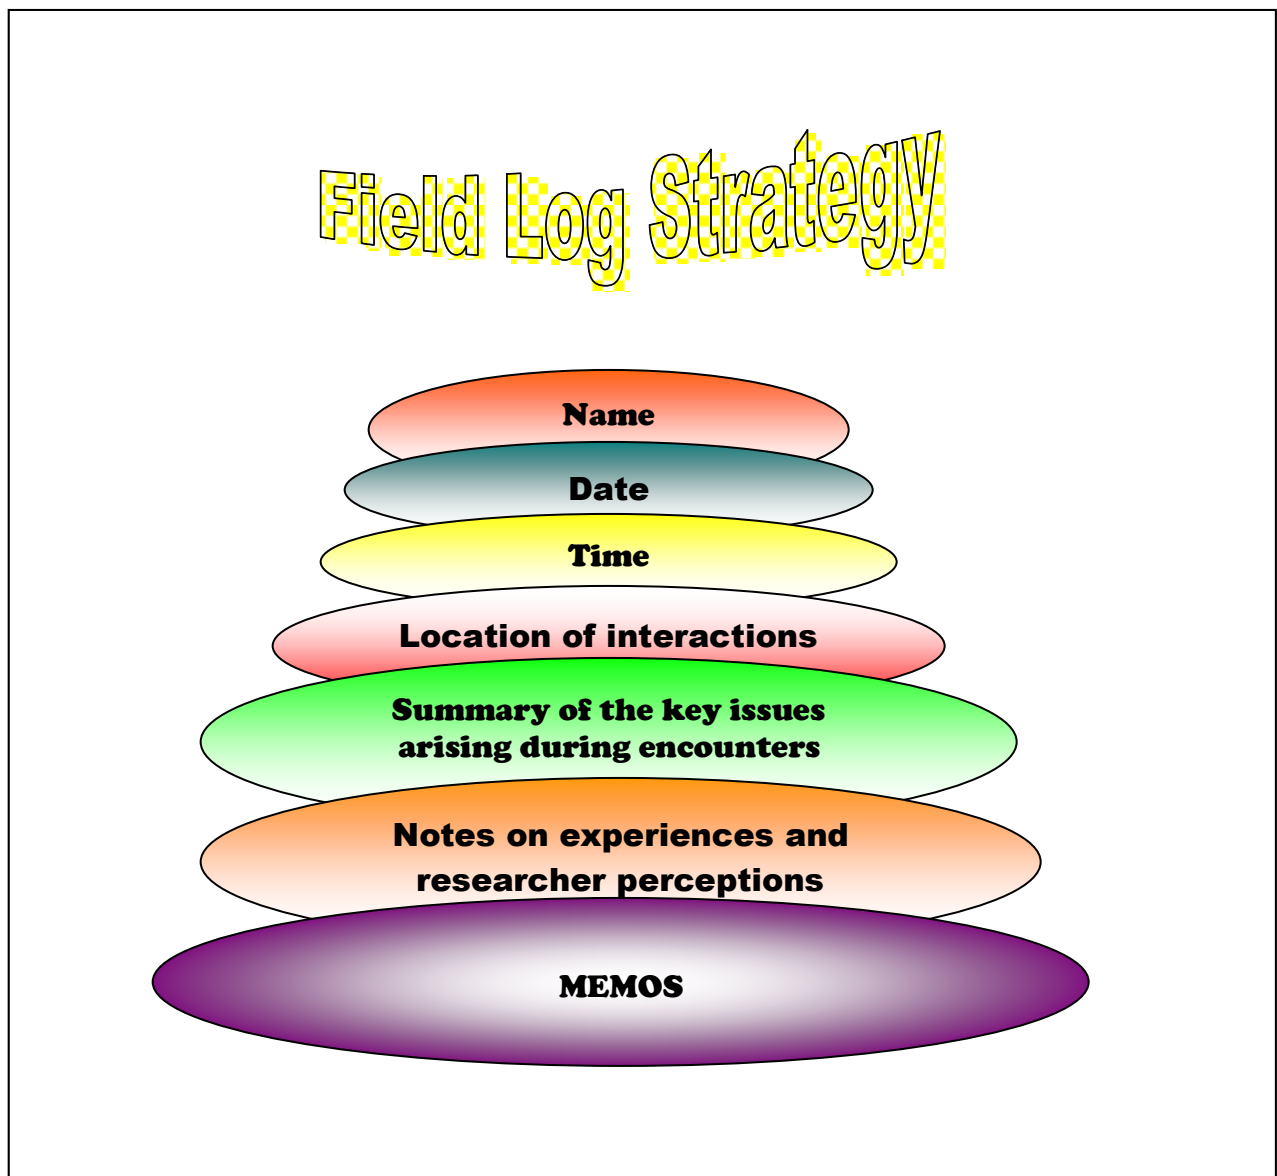 Field Log Strategy
Name
Date
Time
Location of interactions
Summary of the key issues
arising during encounters
Notes on experiences and
researcher perceptions
MEMOS